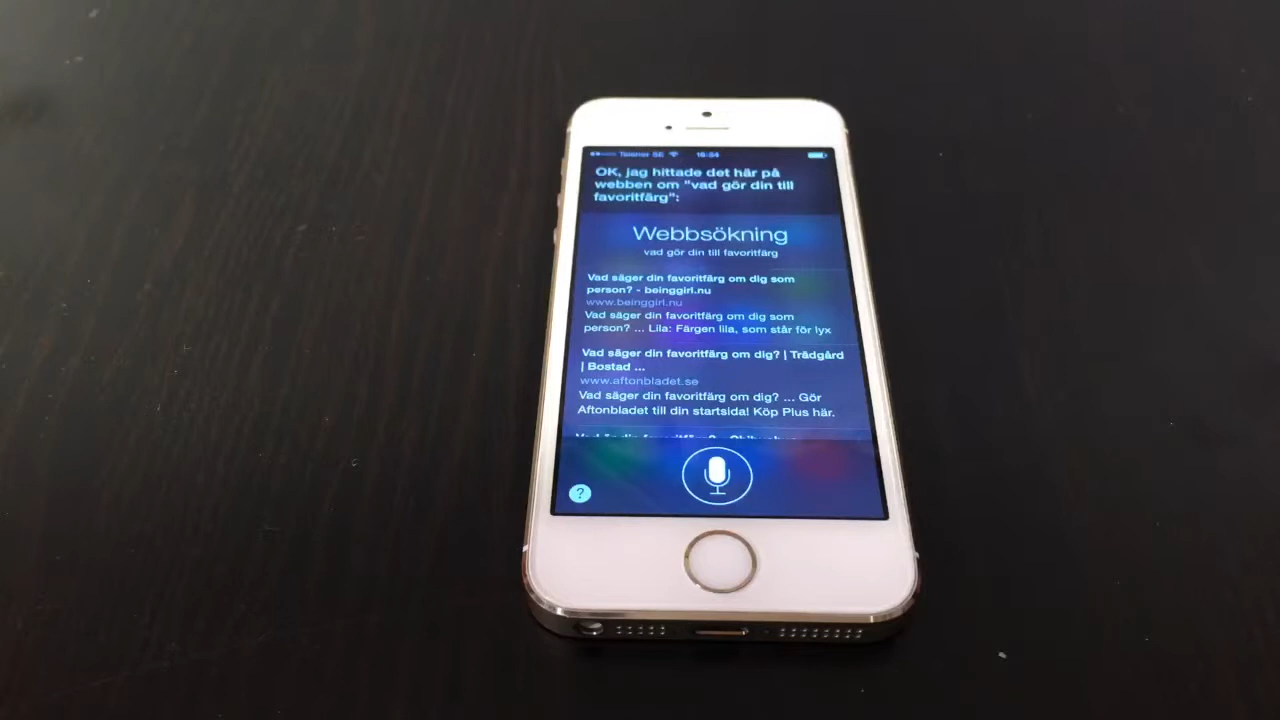 Telenor SE 16:34
OK, jag hittade det här på
webben om "vad gör din till
favoritfärg":
Webbsökning
vad gör din till favoritfärg
Vad säger din favoritfärg om dig som
person? - beinggirl.nu
www.beinggirl.nu
Vad säger din favoritfärg om dig som
person? ... Lila: Färgen lila, som står för lyx
Vad säger din favoritfärg om dig? | Trädgård
| Bostad ...
www.aftonbladet.se
Vad säger din favoritfärg om dig? ... Gör
Aftonbladet till din startsida! Köp Plus här.
?